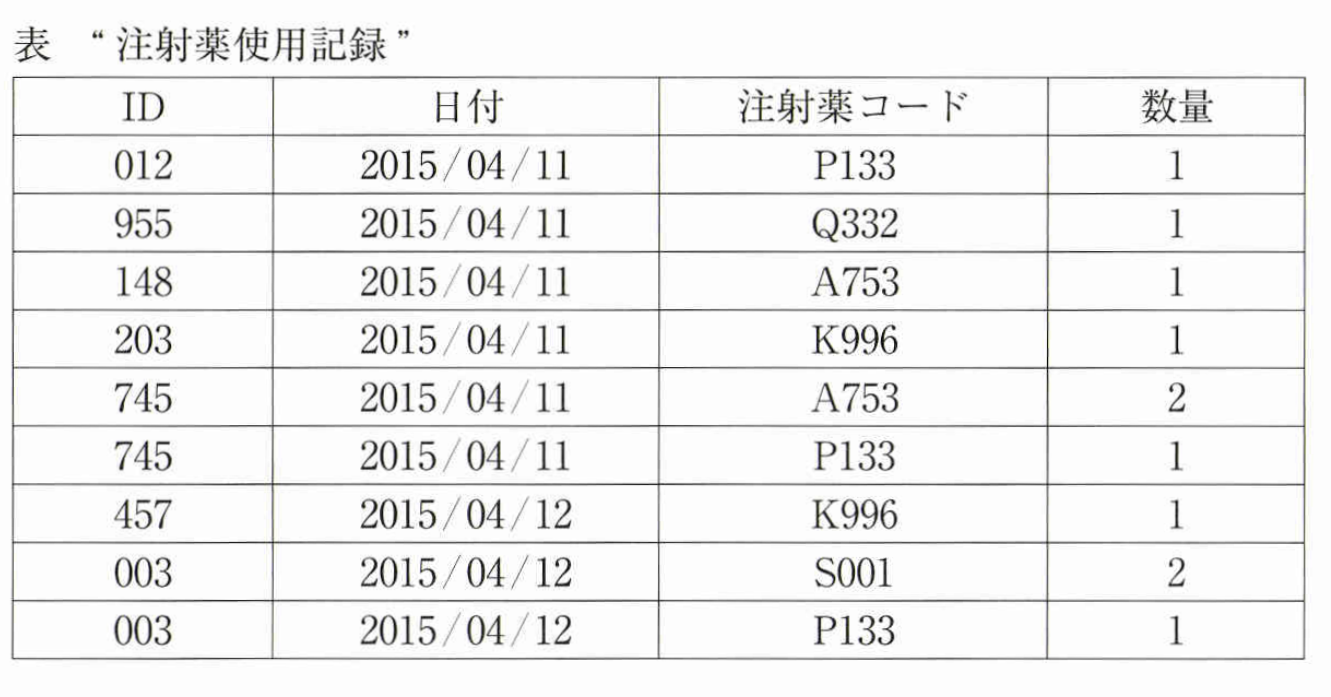 表 “注射薬使用記録”
ID 日付 注射薬コード 数量
012 2015/04/11 P133 1
955 2015/04/11 Q332 1
148 2015/04/11 A753 1
203 2015/04/11 K996 1
745 2015/04/11 A753 2
745 2015/04/11 P133 1
457 2015/04/12 K996 1
003 2015/04/12 S001 2
003 2015/04/12 P133 1